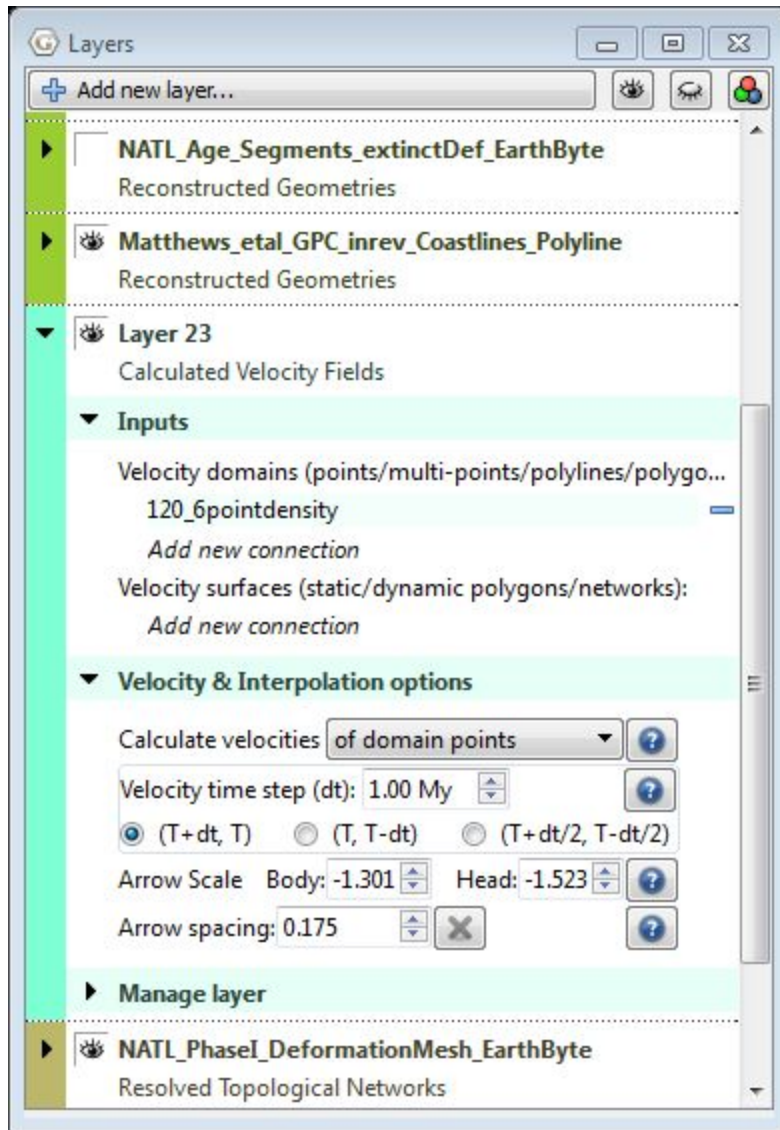 Layers
Add new layer...
NATL_Age_Segments_extinctDef_EarthByte
Reconstructed Geometries
Matthews_etal_GPC_inrev_Coastlines_Polyline
Reconstructed Geometries
Layer 23
Calculated Velocity Fields
Inputs
Velocity domains (points/multi-points/polylines/polygo...
120_6pointdensity
Add new connection
Velocity surfaces (static/dynamic polygons/networks):
Add new connection
Velocity & Interpolation options
Calculate velocities of domain points
Velocity time step (dt): 1.00 My
(T+dt, T) (T, T-dt) (T+dt/2, T-dt/2)
Arrow Scale Body: -1.301 Head: -1.523
Arrow spacing: 0.175
Manage layer
NATL_PhaseI_DeformationMesh_EarthByte
Resolved Topological Networks